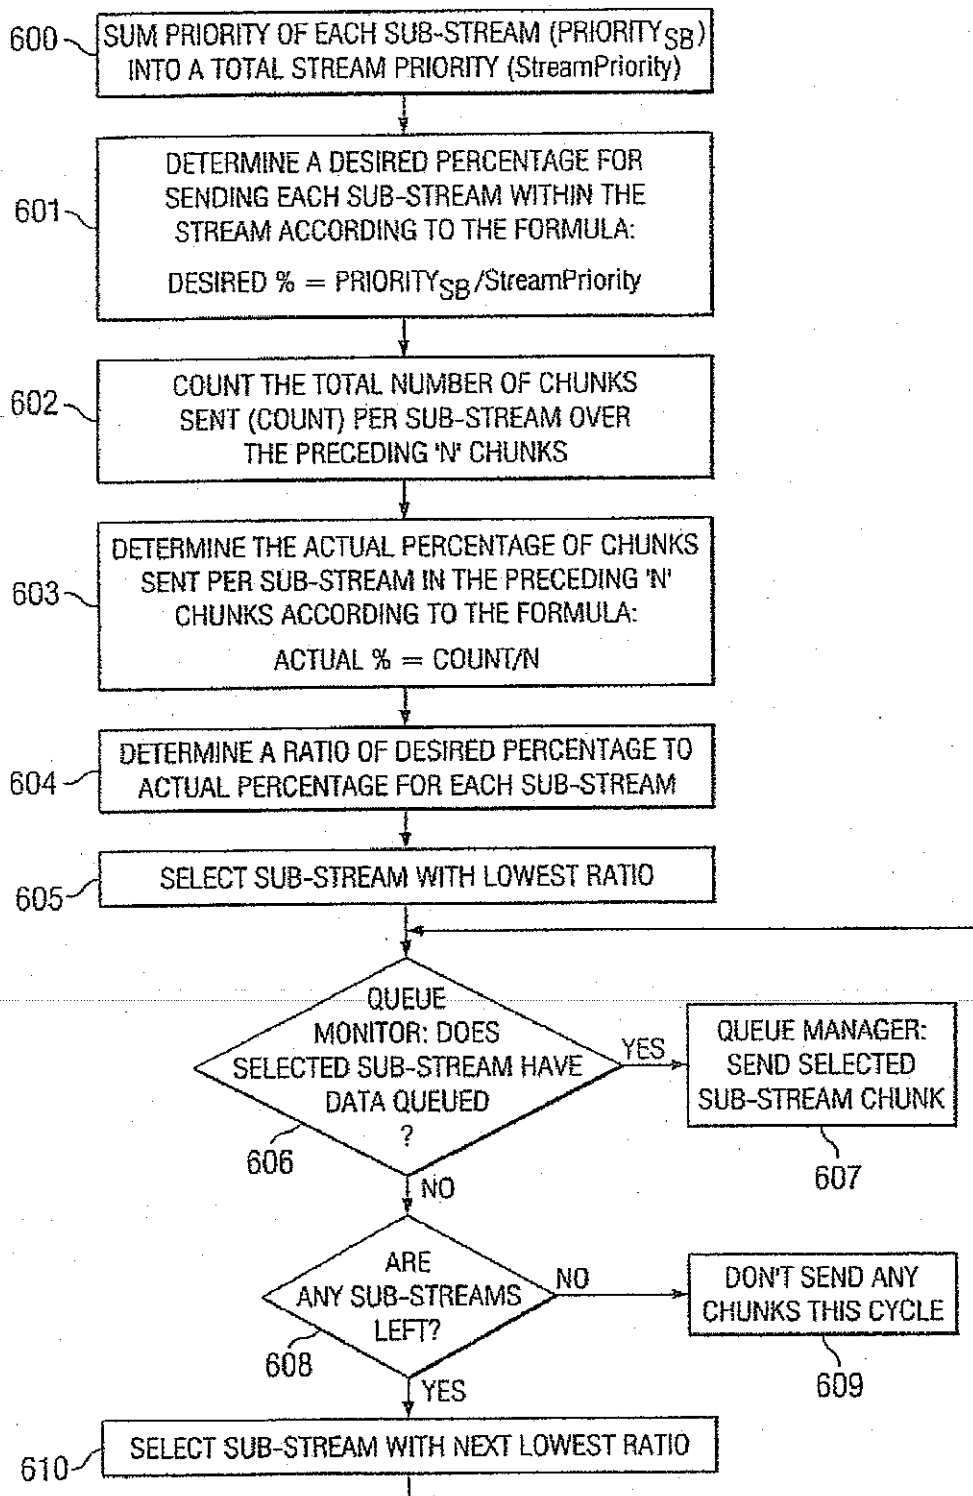 600
SUM PRIORITY OF EACH SUB-STREAM (PRIORITY_SB)
INTO A TOTAL STREAM PRIORITY (StreamPriority)
601
DETERMINE A DESIRED PERCENTAGE FOR
SENDING EACH SUB-STREAM WITHIN THE
STREAM ACCORDING TO THE FORMULA:
DESIRED % = PRIORITY_SB/StreamPriority
602
COUNT THE TOTAL NUMBER OF CHUNKS
SENT (COUNT) PER SUB-STREAM OVER
THE PRECEDING 'N' CHUNKS
603
DETERMINE THE ACTUAL PERCENTAGE OF CHUNKS
SENT PER SUB-STREAM IN THE PRECEDING 'N'
CHUNKS ACCORDING TO THE FORMULA:
ACTUAL % = COUNT/N
604
DETERMINE A RATIO OF DESIRED PERCENTAGE TO
ACTUAL PERCENTAGE FOR EACH SUB-STREAM
605
SELECT SUB-STREAM WITH LOWEST RATIO
QUEUE
MONITOR: DOES
SELECTED SUB-STREAM HAVE
DATA QUEUED
?
606
YES
QUEUE MANAGER:
SEND SELECTED
SUB-STREAM CHUNK
607
NO
ARE
ANY SUB-STREAMS
LEFT?
608
NO
DON'T SEND ANY
CHUNKS THIS CYCLE
609
YES
610
SELECT SUB-STREAM WITH NEXT LOWEST RATIO